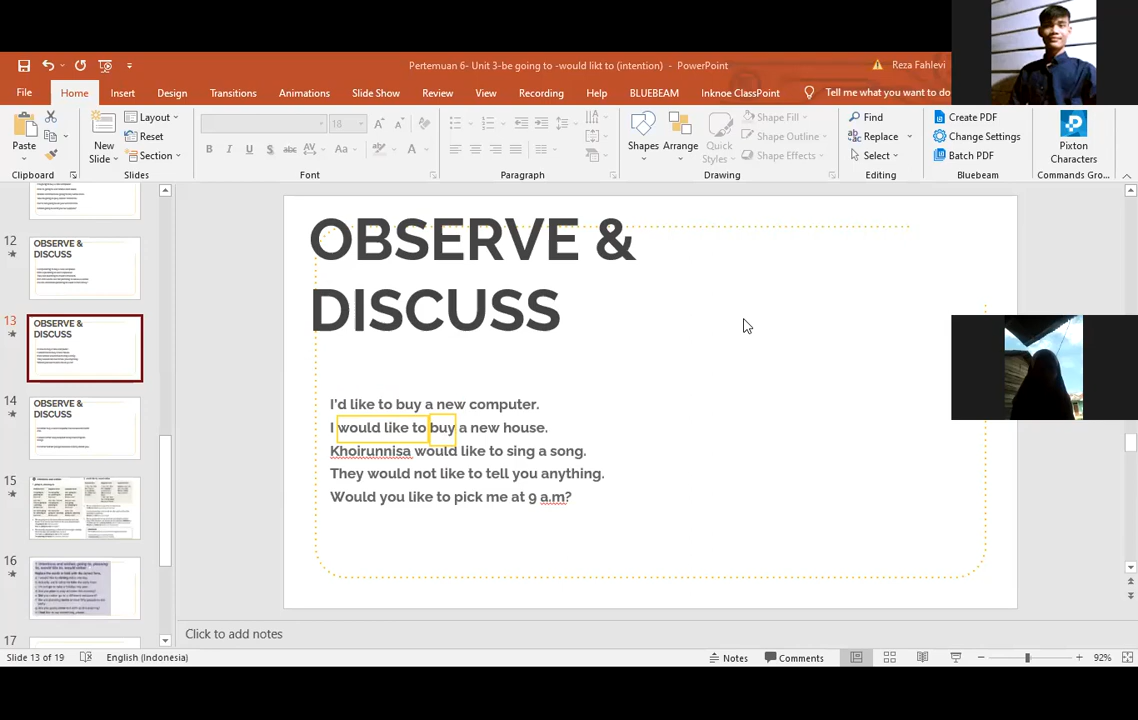 Pertemuan 6- Unit 3-be going to -would likt to (intention) - PowerPoint
Reza Fahlevi
File Home Insert Design Transitions Animations Slide Show Review View Recording Help BLUEBEAM Inknoe ClassPoint Tell me what you want to do
Paste
New
Slide
Layout
Reset
Section
18
B I U S abc AV Aa A
Shapes
Arrange
Quick
Styles
Shape Fill
Shape Outline
Shape Effects
Find
Replace
Select
Create PDF
Change Settings
Batch PDF
Pixton
Characters
Clipboard Slides Font Paragraph Drawing Editing Bluebeam Commands Gro...
12
OBSERVE &
DISCUSS
13
OBSERVE &
DISCUSS
14
OBSERVE &
DISCUSS
15
16
17
OBSERVE &
DISCUSS
I'd like to buy a new computer.
I would like to buy a new house.
Khoirunnisa would like to sing a song.
They would not like to tell you anything.
Would you like to pick me at 9 a.m?
Click to add notes
Slide 13 of 19 English (Indonesia) Notes Comments 92%